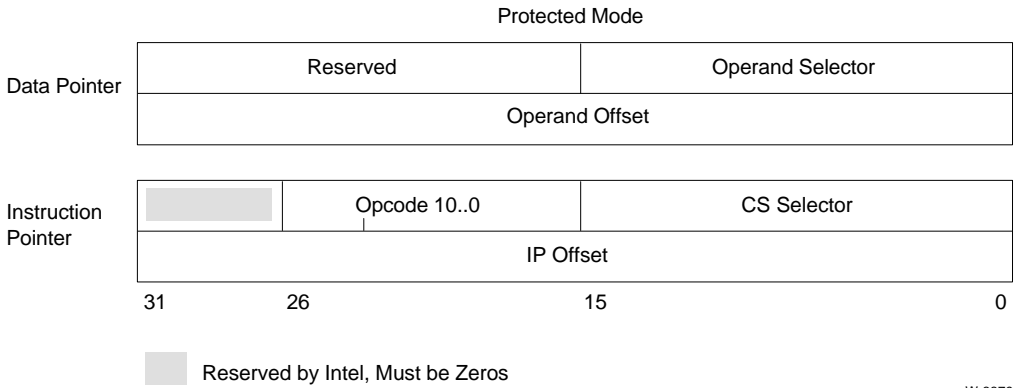 Protected Mode
Reserved Operand Selector
Data Pointer
Operand Offset
Opcode 10..0 CS Selector
Instruction
Pointer
IP Offset
31 26 15 0
Reserved by Intel, Must be Zeros